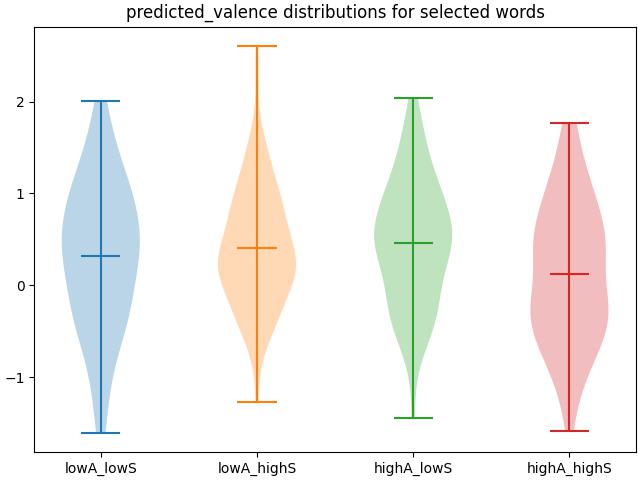 predicted_valence distributions for selected words
2
1
0
−1
lowA_lowS
lowA_highS
highA_lowS
highA_highS